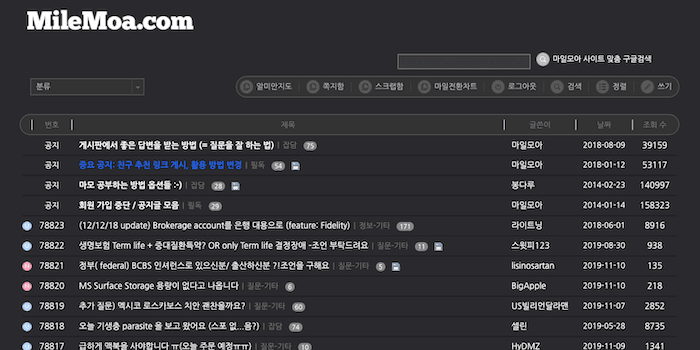 MileMoa.com
마일모아 사이트 맞춤 구글검색
분류 알미안지도 쪽지함 스크랩함 마일전환차트 로그아웃 검색 정렬 쓰기
번호 제목 글쓴이 날짜 조회 수
공지 게시판에서 좋은 답변을 받는 방법 (= 질문을 잘 하는 법) | 잡담 75 마일모아 2018-08-09 39159
공지 중요 공지: 친구 추천 링크 게시, 활용 방법 변경 | 필독 54 마일모아 2018-01-12 53117
공지 마모 공부하는 방법 옵션들 :-) | 잡담 28 봉다루 2014-02-23 140997
공지 회원 가입 중단 / 공지글 모음 | 필독 29 마일모아 2014-01-14 158323
78823 (12/12/18 update) Brokerage account를 은행 대용으로 (feature: Fidelity) | 정보-기타 171 라이트닝 2018-06-01 8916
78822 생명보험 Term life + 중대질환특약? OR only Term life 결정장애 -조언 부탁드려요 | 질문-기타 11 스윗피123 2019-08-30 938
78821 정부( federal) BCBS 인셔런스로 있으신분/ 출산하신분 ?!조언을 구해요 | 질문-기타 5 lisinosartan 2019-11-10 135
78820 MS Surface Storage 용량이 없다고 나옵니다 | 질문-기타 6 BigApple 2019-11-10 218
78819 추가 질문) 멕시코 로스카보스 치안 괜찮을까요? | 질문-기타 60 US빌리언달라맨 2019-11-07 2852
78818 오늘 기생충 parasite 을 보고 왔어요 (스포 없...음?) | 잡담 74 셀린 2019-05-28 8735
78817 급하게 맥북을 사야합니다 ㅠ(오늘 주문 예정ㅠㅠ) | 질문-기타 10 HyDMZ 2019-11-09 1341